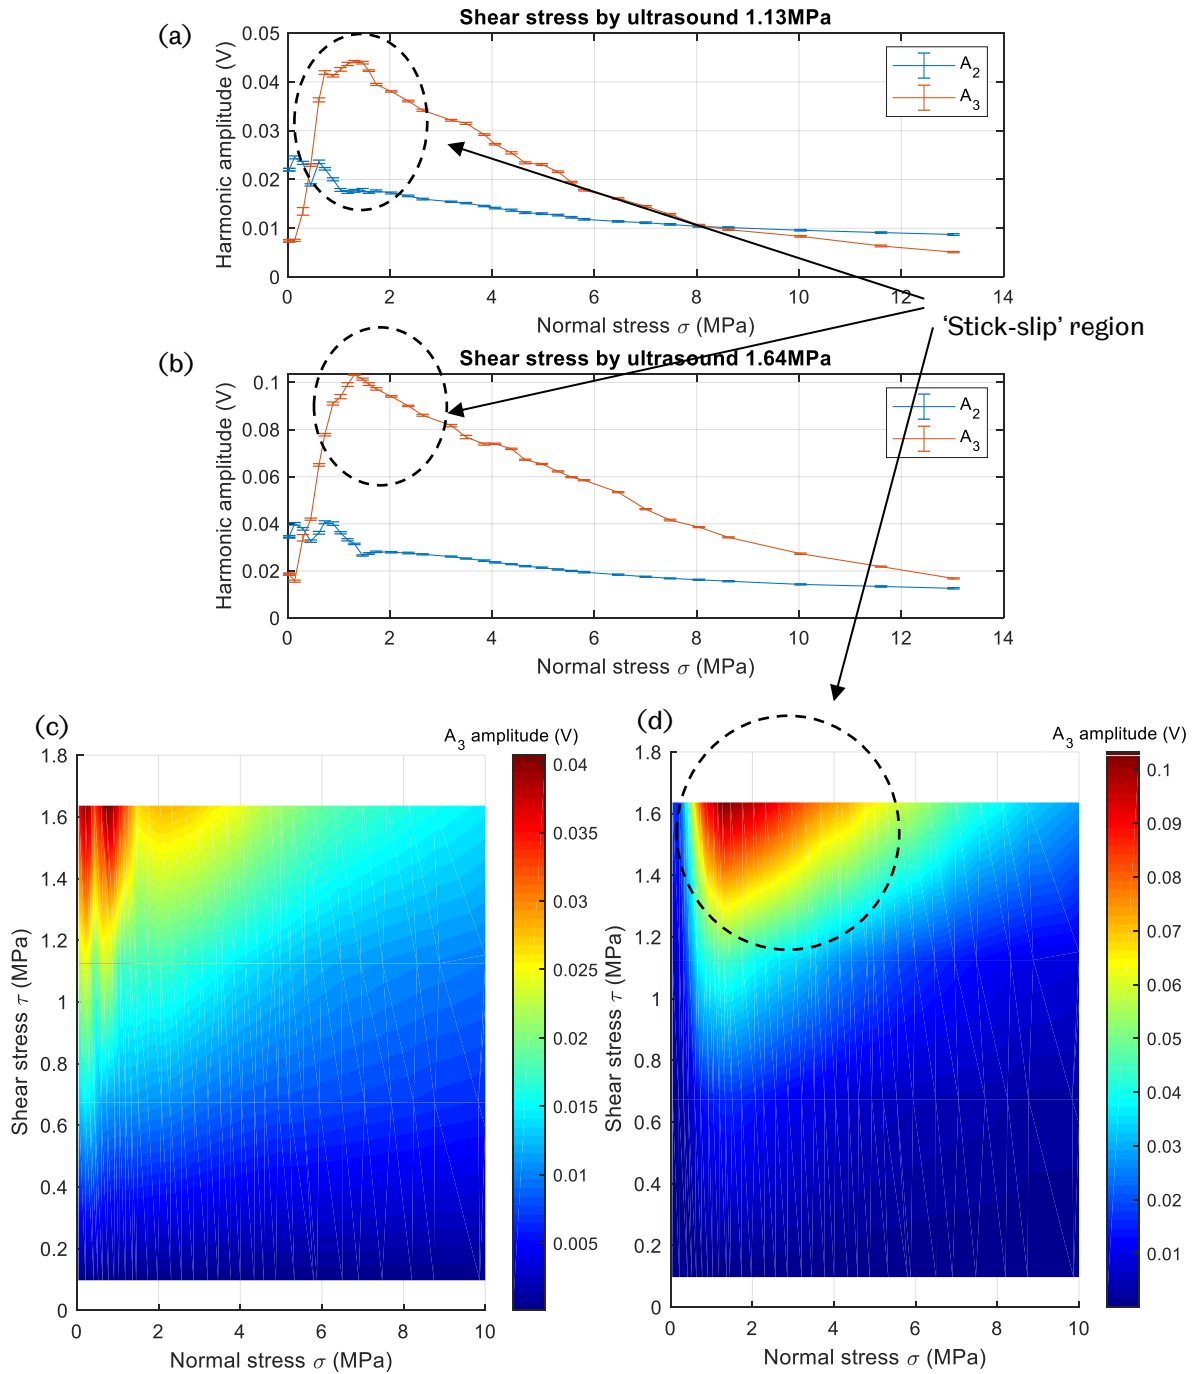 Shear stress by ultrasound 1.13MPa
(a)
Harmonic amplitude (V)
0.05
0.04
0.03
0.02
0.01
0
A2
A3
0 2 4 6 8 10 12 14
Normal stress σ (MPa)
'Stick-slip' region
Shear stress by ultrasound 1.64MPa
(b)
Harmonic amplitude (V)
0.1
0.08
0.06
0.04
0.02
0
A2
A3
0 2 4 6 8 10 12 14
Normal stress σ (MPa)
(c)
A3 amplitude (V)
Shear stress τ (MPa)
1.8
1.6
1.4
1.2
1
0.8
0.6
0.4
0.2
0
0 2 4 6 8 10
Normal stress σ (MPa)
0.04
0.035
0.03
0.025
0.02
0.015
0.01
0.005
(d)
A3 amplitude (V)
Shear stress τ (MPa)
1.8
1.6
1.4
1.2
1
0.8
0.6
0.4
0.2
0
0 2 4 6 8 10
Normal stress σ (MPa)
0.1
0.09
0.08
0.07
0.06
0.05
0.04
0.03
0.02
0.01